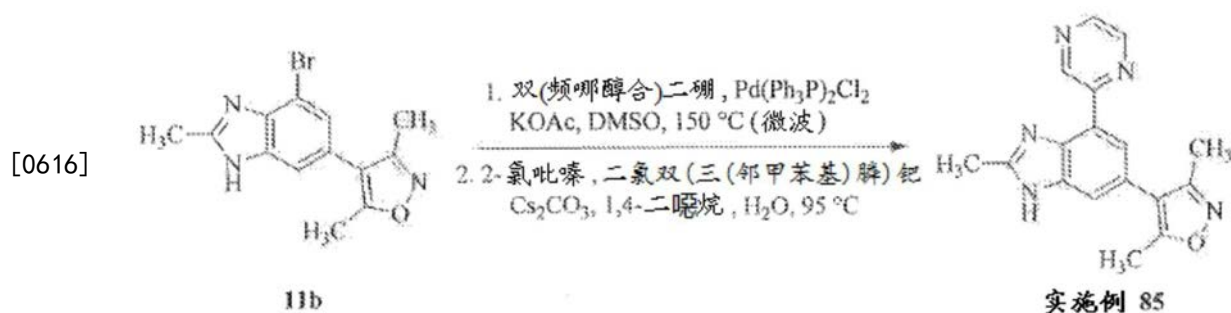 Br
N
H₃C
N
H
CH₃
N
O
H₃C
11b
[0616]
1. 双(频哪醇合)二硼,Pd(Ph₃P)₂Cl₂
KOAc, DMSO, 150 °C (微波)
2. 2-氯吡嗪,二氯双(三(邻甲苯基)膦)钯
Cs₂CO₃, 1,4-二噁烷,H₂O, 95 °C
N
N
N
H₃C
N
H
CH₃
N
O
H₃C
实施例 85